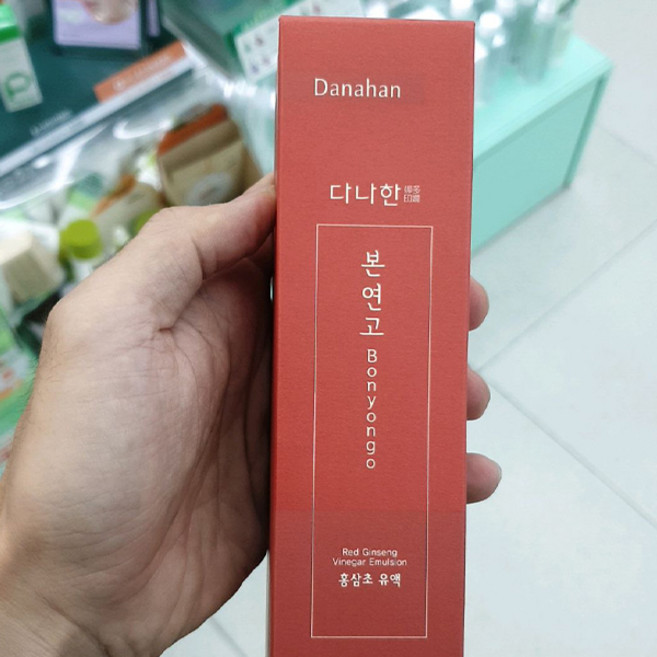 Danahan
다나한
본연고 Bonyongo
Red Ginseng
Vinegar Emulsion
홍삼초 유액